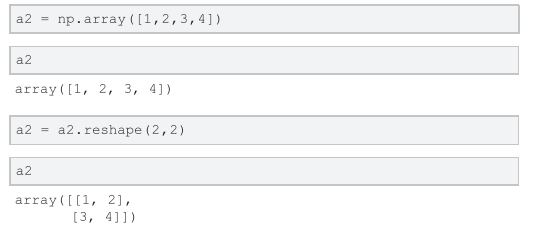 a2 = np.array([1,2,3,4])
a2
array([1, 2, 3, 4])
a2 = a2.reshape(2,2)
a2
array([[1, 2],
       [3, 4]])